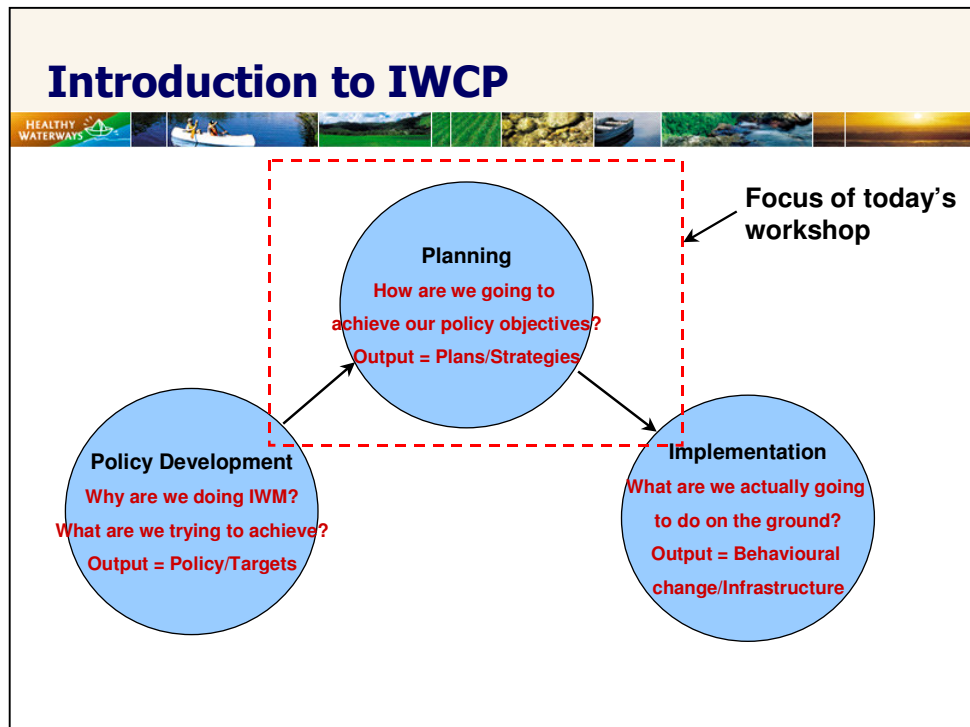 Introduction to IWCP
HEALTHY
WATERWAYS
Focus of today's
workshop
Planning
How are we going to
achieve our policy objectives?
Output = Plans/Strategies
Policy Development
Why are we doing IWM?
What are we trying to achieve?
Output = Policy/Targets
Implementation
What are we actually going
to do on the ground?
Output = Behavioural
change/Infrastructure